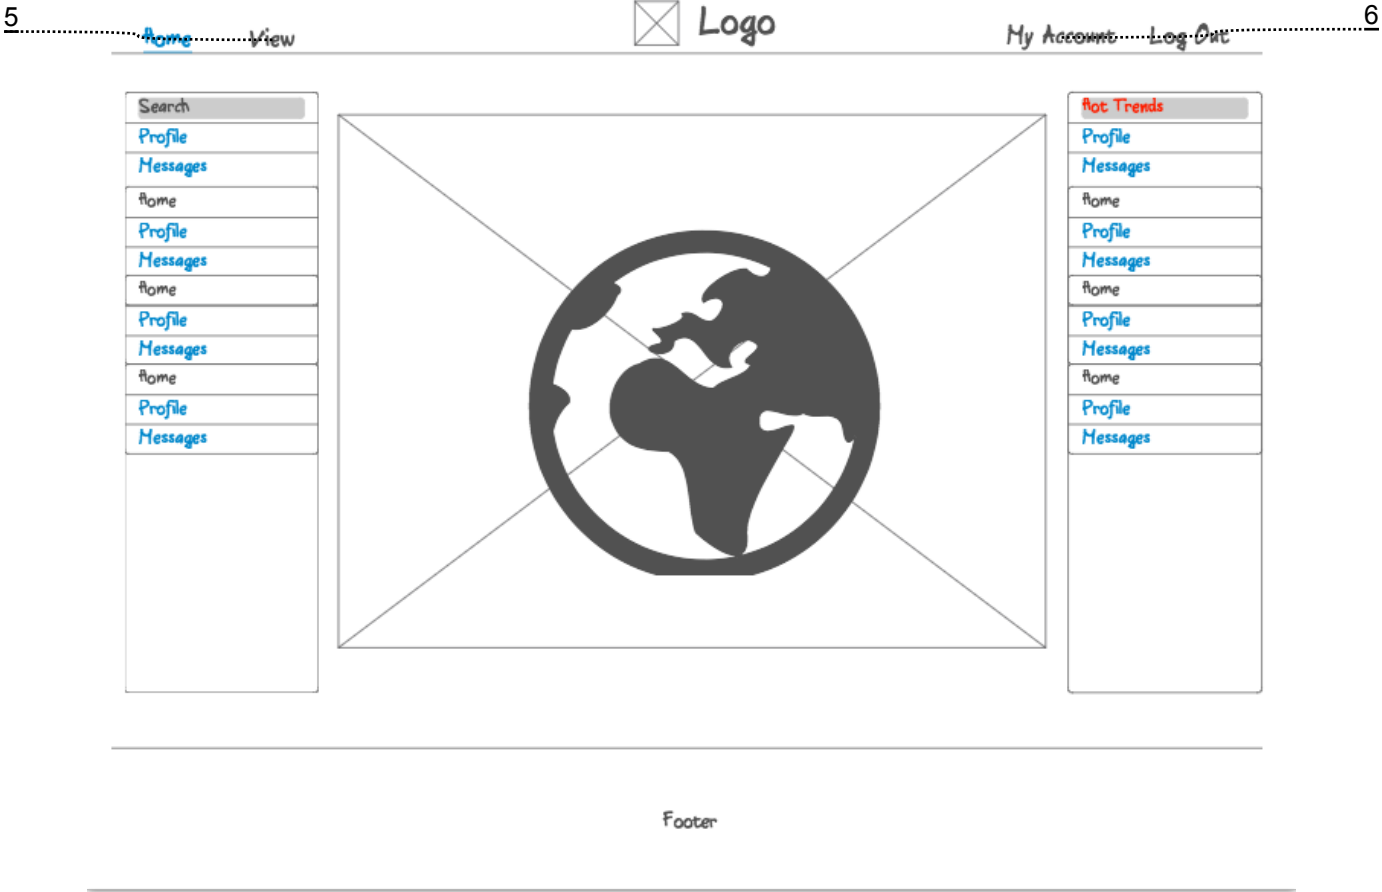 5
6
Home View
Logo
My Account Log Out
Search
Profile
Messages
Home
Profile
Messages
Home
Profile
Messages
Home
Profile
Messages
Hot Trends
Profile
Messages
Home
Profile
Messages
Home
Profile
Messages
Home
Profile
Messages
Footer